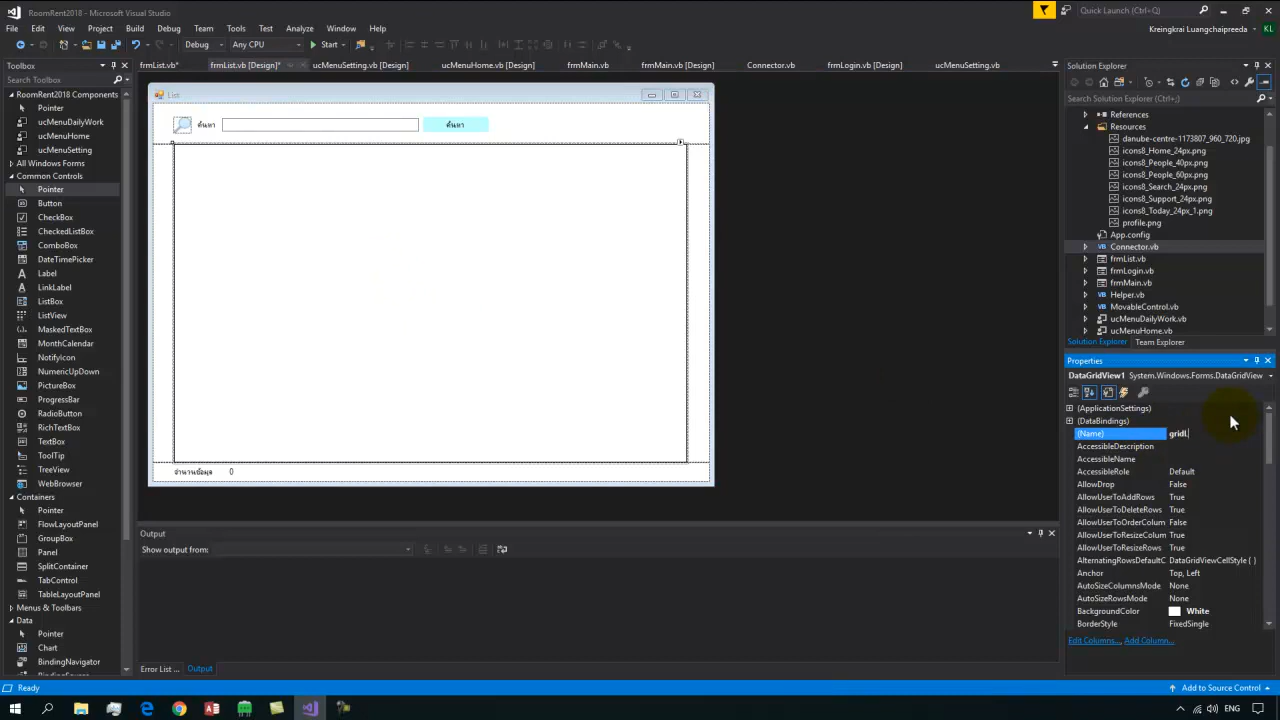 RoomRent2018 - Microsoft Visual Studio
Quick Launch (Ctrl+Q)
File Edit View Project Build Debug Team Tools Test Analyze Window Help
Kreingkrai Luangchaipreeda KL
Debug Any CPU Start
Toolbox
frmList.vb* frmList.vb [Design]* ucMenuSetting.vb [Design] ucMenuHome.vb [Design] frmMain.vb frmMain.vb [Design] Connector.vb frmLogin.vb [Design] ucMenuSetting.vb
Search Toolbox
RoomRent2018 Components
Pointer
ucMenuDailyWork
ucMenuHome
ucMenuSetting
All Windows Forms
Common Controls
Pointer
Button
CheckBox
CheckedListBox
ComboBox
DateTimePicker
Label
LinkLabel
ListBox
ListView
MaskedTextBox
MonthCalendar
NotifyIcon
NumericUpDown
PictureBox
ProgressBar
RadioButton
RichTextBox
TextBox
ToolTip
TreeView
WebBrowser
Containers
Pointer
FlowLayoutPanel
GroupBox
Panel
SplitContainer
TabControl
TableLayoutPanel
Menus & Toolbars
Data
Pointer
Chart
BindingNavigator
BindingSource
List
ค้นหา
ค้นหา
จำนวนข้อมูล 0
Output
Show output from:
Error List ... Output
Solution Explorer
Search Solution Explorer (Ctrl+;)
References
Resources
danube-centre-1173807_960_720.jpg
icons8_Home_24px.png
icons8_People_40px.png
icons8_People_60px.png
icons8_Search_24px.png
icons8_Support_24px.png
icons8_Today_24px_1.png
profile.png
App.config
Connector.vb
frmList.vb
frmLogin.vb
frmMain.vb
Helper.vb
MovableControl.vb
ucMenuDailyWork.vb
ucMenuHome.vb
Solution Explorer Team Explorer
Properties
DataGridView1 System.Windows.Forms.DataGridView
(ApplicationSettings)
(DataBindings)
(Name) gridL
AccessibleDescription
AccessibleName
AccessibleRole Default
AllowDrop False
AllowUserToAddRows True
AllowUserToDeleteRows True
AllowUserToOrderColum False
AllowUserToResizeColum True
AllowUserToResizeRows True
AlternatingRowsDefaultC DataGridViewCellStyle { }
Anchor Top, Left
AutoSizeColumnsMode None
AutoSizeRowsMode None
BackgroundColor White
BorderStyle FixedSingle
Edit Columns..., Add Column...
Ready
Add to Source Control
ENG